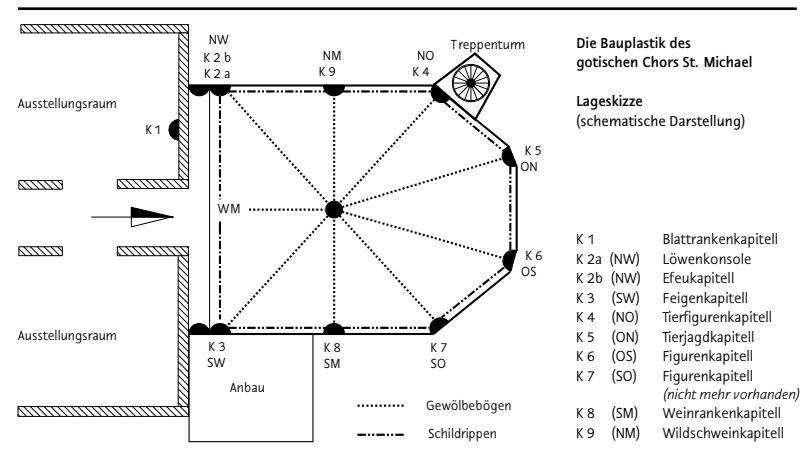 Die Bauplastik des
gotischen Chors St. Michael
Lageskizze
(schematische Darstellung)
NW
K 2 b
K 2 a
NM
K 9
NO
K 4
Treppenturm
Ausstellungsraum
K 1
K 5
ON
WM
K 6
OS
Ausstellungsraum
K 3
SW
K 8
SM
K 7
SO
Anbau
Gewölbebögen
Schildrippen
K 1 Blattrankenkapitell
K 2a (NW) Löwenkonsole
K 2b (NW) Efeukapitell
K 3 (SW) Feigenkapitell
K 4 (NO) Tierfigurenkapitell
K 5 (ON) Tierjagdkapitell
K 6 (OS) Figurenkapitell
K 7 (SO) Figurenkapitell
(nicht mehr vorhanden)
K 8 (SM) Weinrankenkapitell
K 9 (NM) Wildschweinkapitell